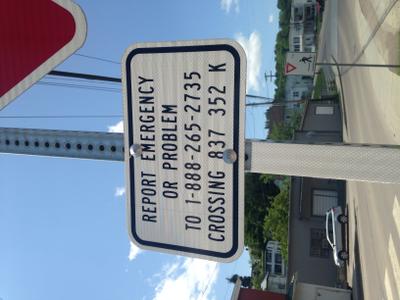 REPORT EMERGENCY
OR PROBLEM
TO 1-888-265-2735
CROSSING 837 352 K